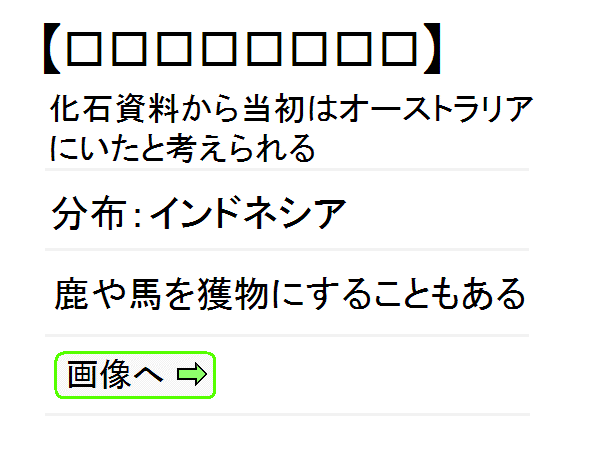 【□□□□□□□□】
化石資料から当初はオーストラリア
にいたと考えられる
分布：インドネシア
鹿や馬を獲物にすることもある
画像へ ⇨